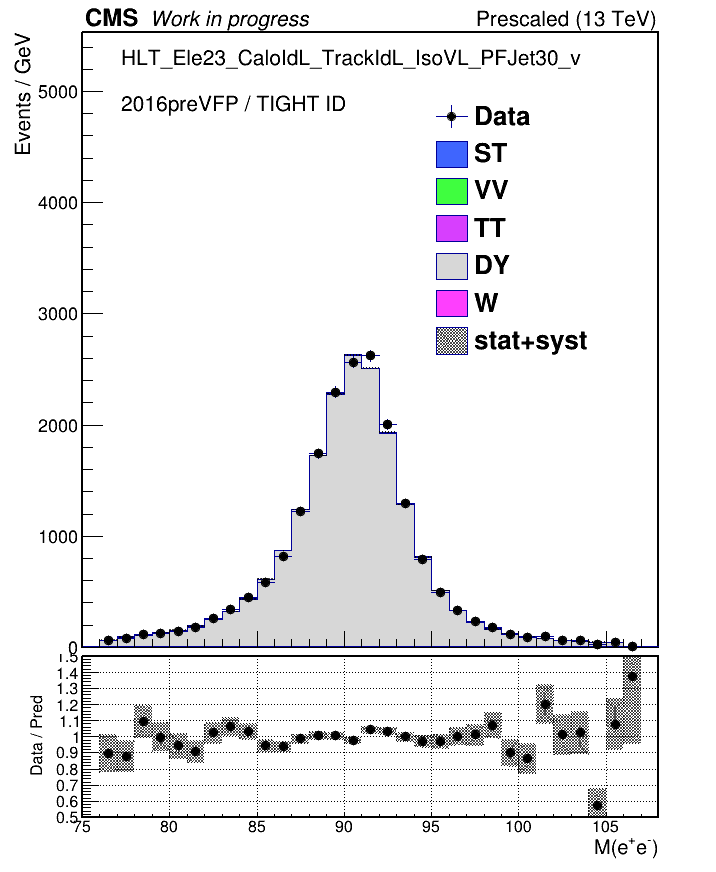 CMS Work in progress Prescaled (13 TeV)
HLT_Ele23_CaloIdL_TrackIdL_IsoVL_PFJet30_v
2016preVFP / TIGHT ID
Events / GeV
5000
4000
3000
2000
1000
0
Data
ST
VV
TT
DY
W
stat+syst
Data / Pred
1.5
1.4
1.3
1.2
1.1
1
0.9
0.8
0.7
0.6
0.5
75 80 85 90 95 100 105
M(e⁺e⁻)